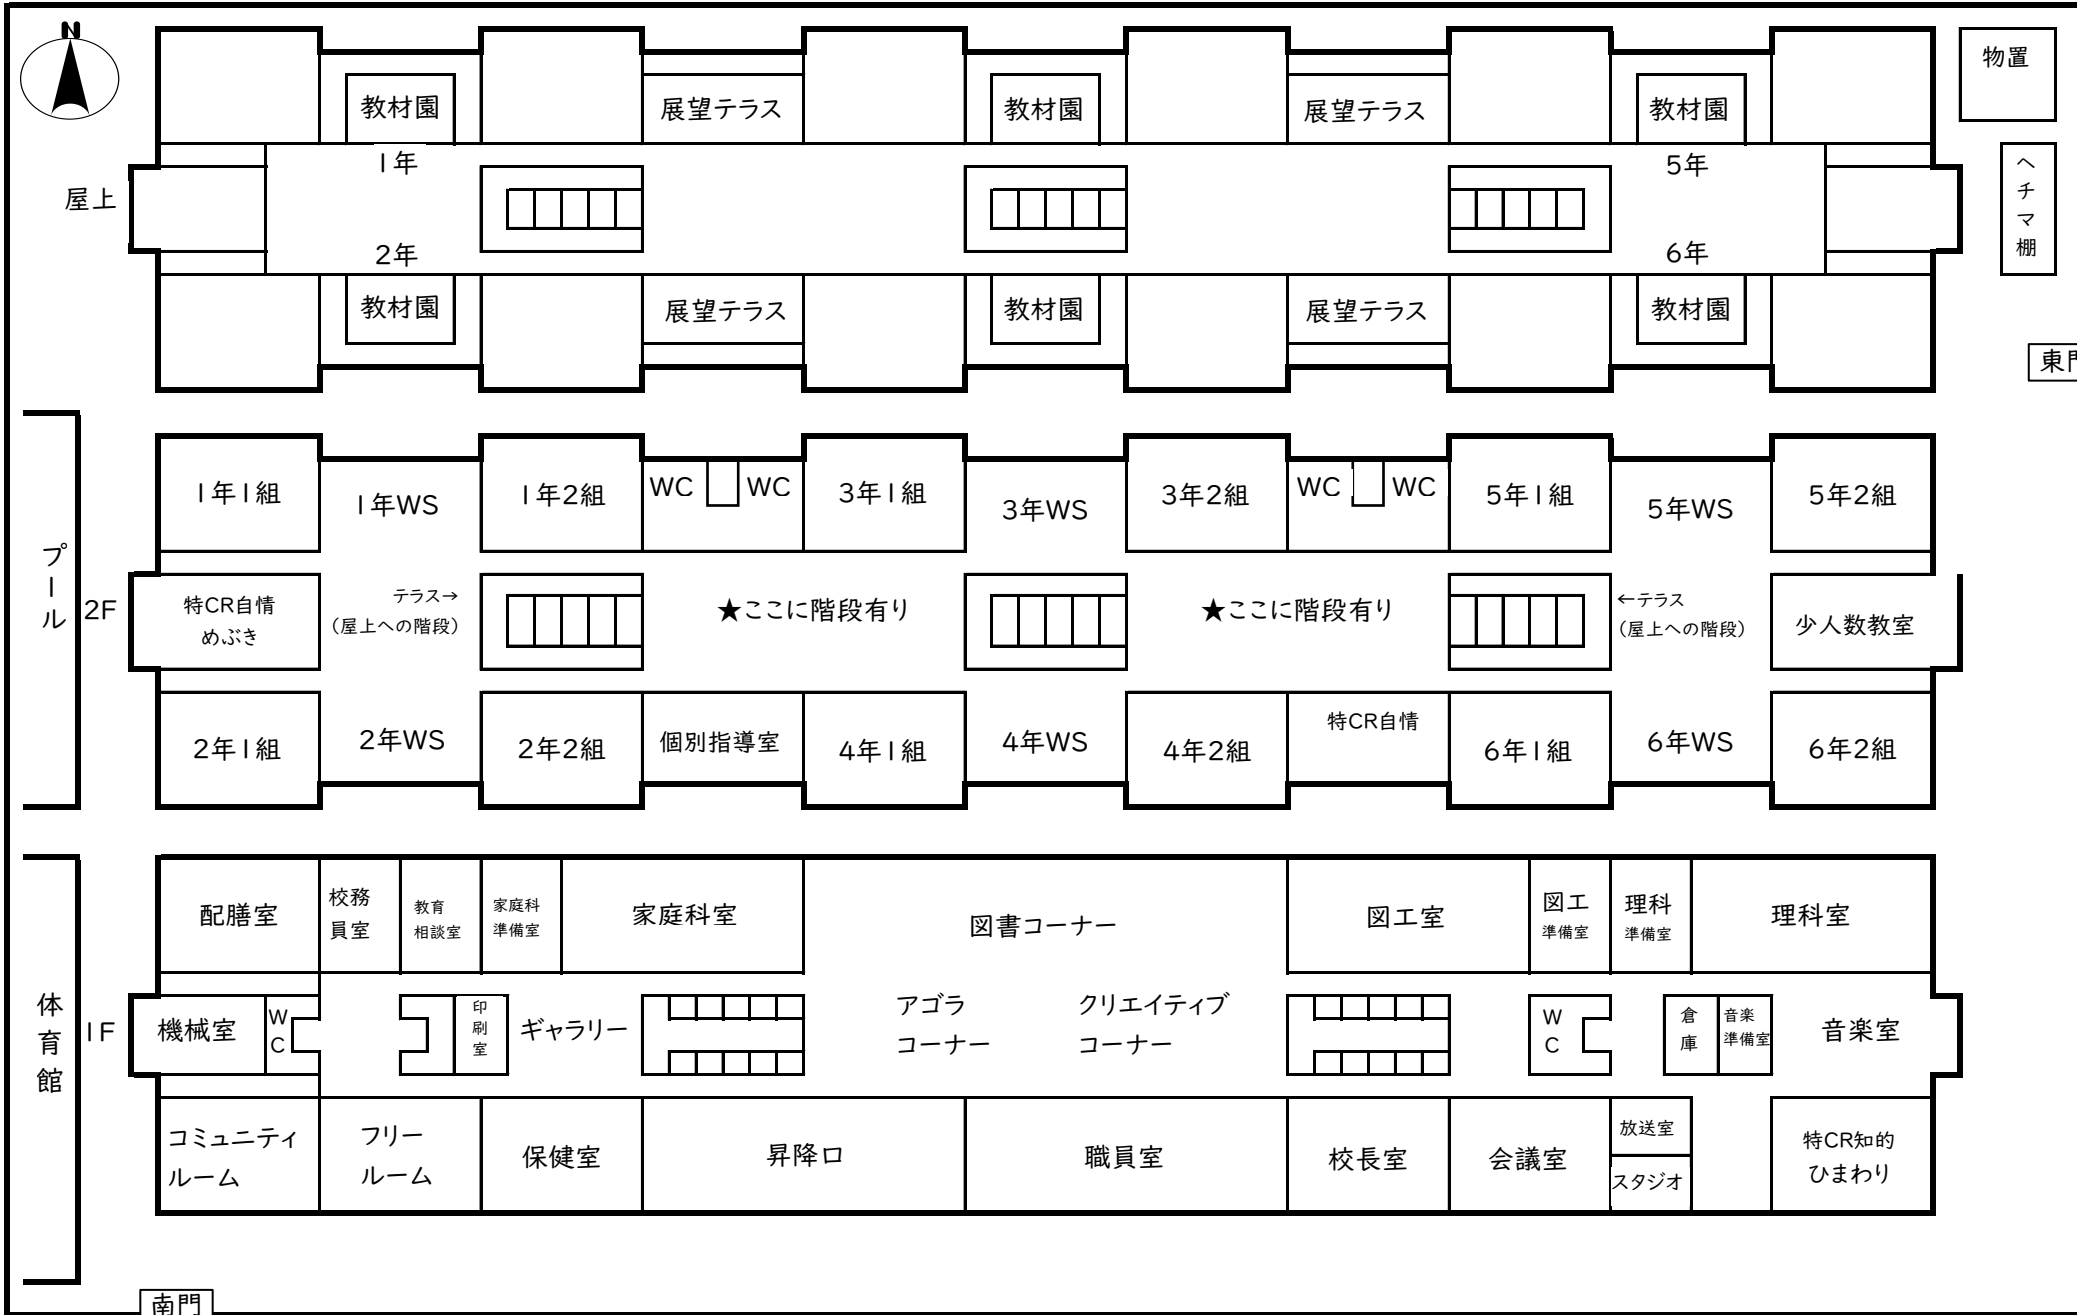 N
物置
教材園
展望テラス
教材園
展望テラス
教材園
1年
5年
ヘチマ棚
屋上
2年
6年
教材園
展望テラス
教材園
展望テラス
教材園
東門
1年1組
1年WS
1年2組
WC
WC
3年1組
3年WS
3年2組
WC
WC
5年1組
5年WS
5年2組
プール
2F
特CR自情
めぶき
テラス→
(屋上への階段)
★ここに階段有り
★ここに階段有り
←テラス
(屋上への階段)
少人数教室
2年1組
2年WS
2年2組
個別指導室
4年1組
4年WS
4年2組
特CR自情
6年1組
6年WS
6年2組
配膳室
校務
員室
教育
相談室
家庭科
準備室
家庭科室
図書コーナー
図工室
図工
準備室
理科
準備室
理科室
体育館
1F
機械室
WC
印刷室
ギャラリー
アゴラ
コーナー
クリエイティブ
コーナー
WC
倉庫
音楽
準備室
音楽室
コミュニティ
ルーム
フリー
ルーム
保健室
昇降口
職員室
校長室
会議室
放送室
スタジオ
特CR知的
ひまわり
南門